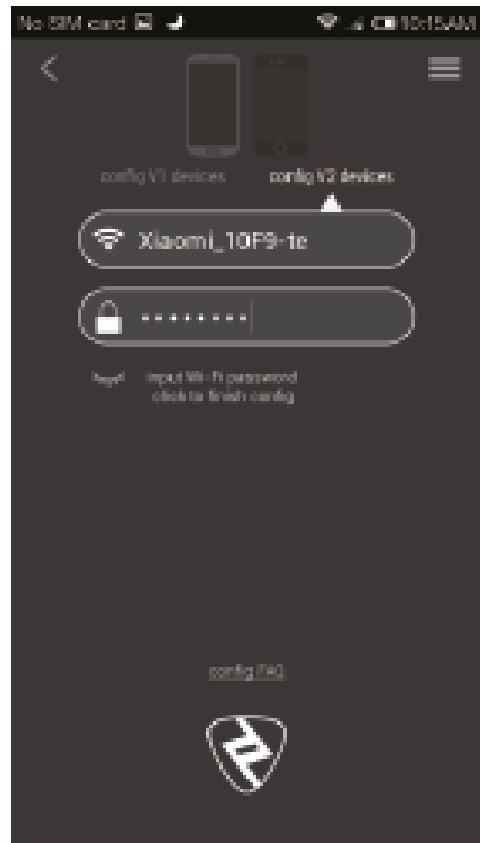 No SIM card 10:15AM
config V1 devices config V2 devices
Xiaomi_10F9-te
••••••••
input Wi-Fi password
click to finish config
config FAQ